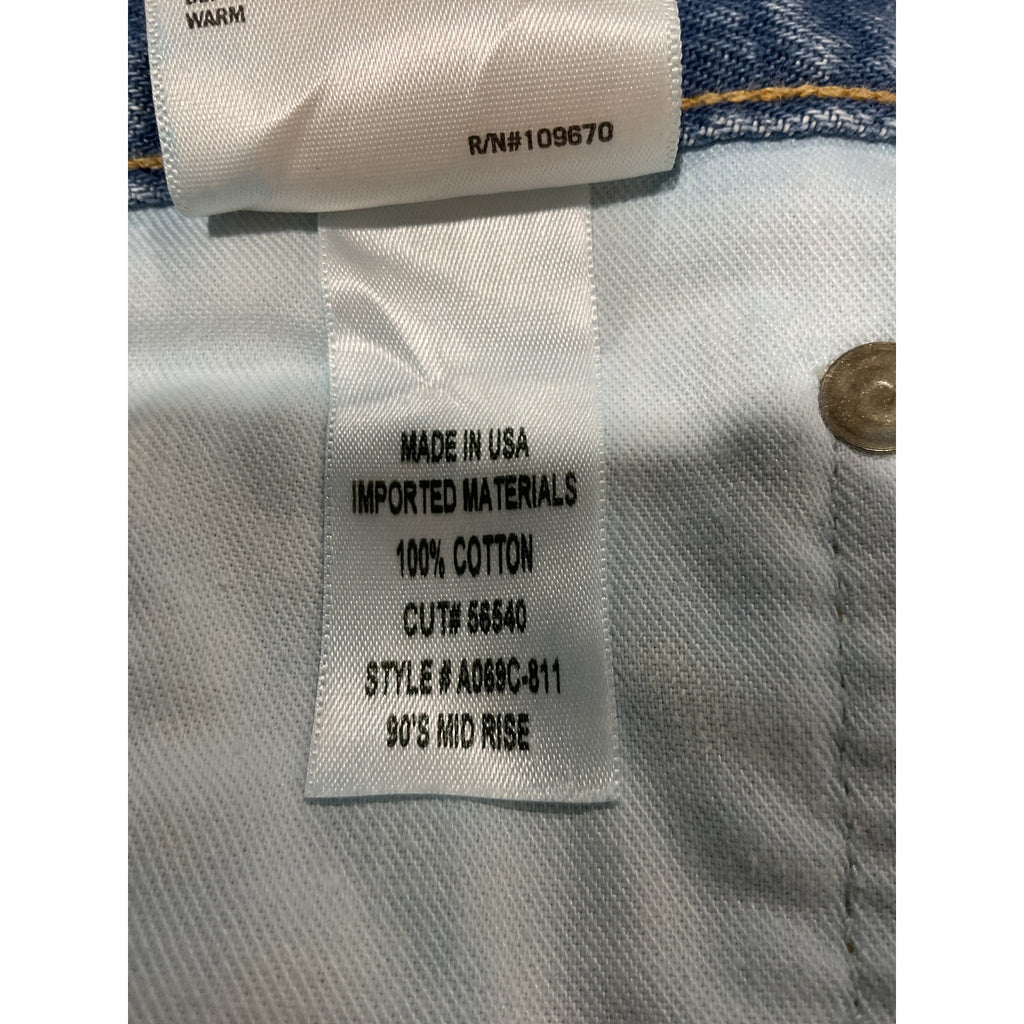 WARM
R/N#109670
MADE IN USA
IMPORTED MATERIALS
100% COTTON
CUT# 56540
STYLE # A069C-811
90'S MID RISE